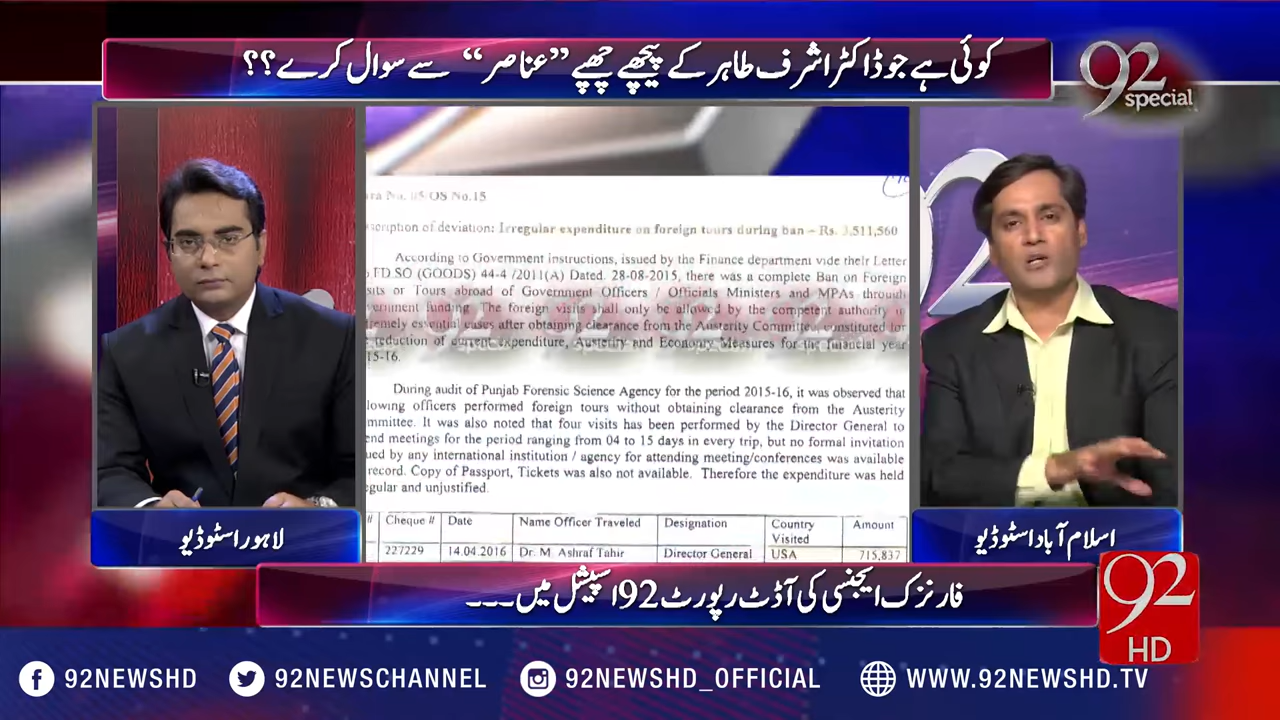 کوئی ہے جو ڈاکٹر اشرف طاہر کے پیچھے چھپے ”عناصر“ سے سوال کرے؟؟
92 special
No. 05/OS No.15
of deviation: Irregular expenditure on foreign tours during ban – Rs. 3,511,560
According to Government instructions, issued by the Finance department vide their Letter
FD.SO (GOODS) 44-4 /2011(A) Dated. 28-08-2015, there was a complete Ban on Foreign
or Tours abroad of Government Officers / Officials Ministers and MPAs through
funding. The foreign visits shall only be allowed by the competent authority in
essential cases after obtaining clearance from the Austerity Committee constituted for
reduction of current expenditure, Austerity and Economy Measures for the financial year
15-16.
During audit of Punjab Forensic Science Agency for the period 2015-16, it was observed that
officers performed foreign tours without obtaining clearance from the Austerity
It was also noted that four visits has been performed by the Director General to
meetings for the period ranging from 04 to 15 days in every trip, but no formal invitation
by any international institution / agency for attending meeting/conferences was available
record. Copy of Passport, Tickets was also not available. Therefore the expenditure was held
and unjustified.
# Cheque # Date Name Officer Traveled Designation Country Visited Amount
227229 14.04.2016 Dr. M. Ashraf Tahir Director General USA 715,837
لاہور اسٹوڈیو
اسلام آباد اسٹوڈیو
فارنزک ایجنسی کی آڈٹ رپورٹ 92 اسپیشل میں۔۔۔
92 HD
92NEWSHD 92NEWSCHANNEL 92NEWSHD_OFFICIAL WWW.92NEWSHD.TV